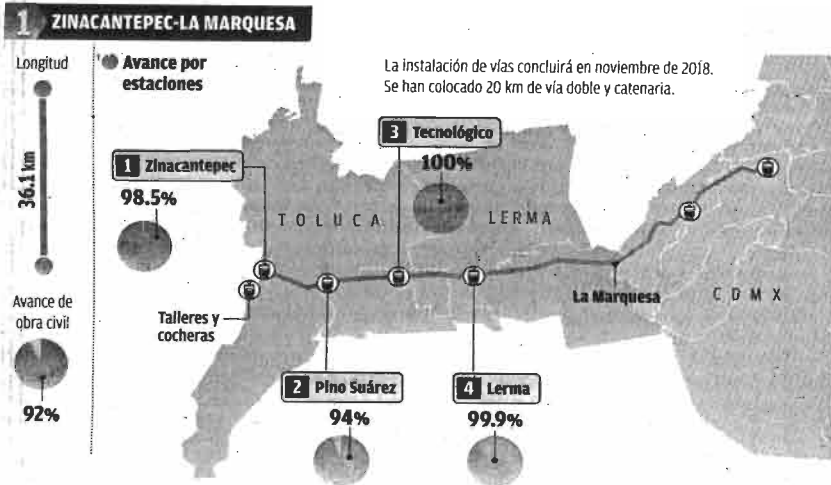 1 ZINACANTEPEC-LA MARQUESA
Longitud
36.1 km
Avance de
obra civil
92%
Avance por
estaciones
La instalación de vías concluirá en noviembre de 2018.
Se han colocado 20 km de vía doble y catenaria.
3 Tecnológico
100%
1 Zinacantepec
98.5%
TOLUCA
LERMA
Talleres y
cocheras
La Marquesa
CDMX
2 Pino Suárez
94%
4 Lerma
99.9%